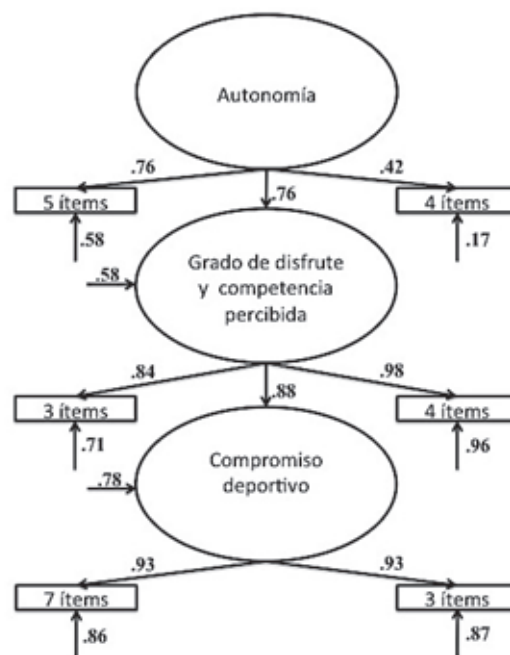 Autonomía
.76
.42
.76
5 ítems
4 ítems
.58
.17
.58
Grado de disfrute
y competencia
percibida
.84
.98
.88
3 ítems
4 ítems
.71
.96
.78
Compromiso
deportivo
.93
.93
7 ítems
3 ítems
.86
.87